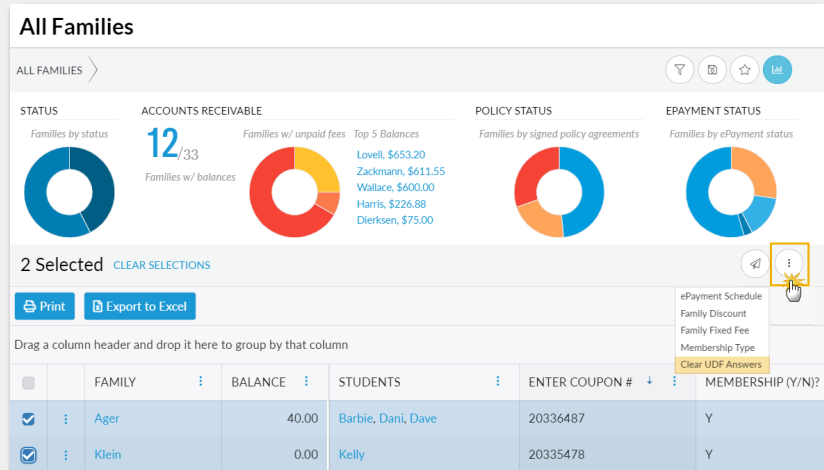 All Families
ALL FAMILIES
STATUS
Families by status
ACCOUNTS RECEIVABLE
12/33
Families w/ balances
Families w/ unpaid fees
Top 5 Balances
Lovell, $653.20
Zackmann, $611.55
Wallace, $600.00
Harris, $226.88
Dierksen, $75.00
POLICY STATUS
Families by signed policy agreements
EPAYMENT STATUS
Families by ePayment status
2 Selected CLEAR SELECTIONS
Print Export to Excel
ePayment Schedule
Family Discount
Family Fixed Fee
Membership Type
Clear UDF Answers
Drag a column header and drop it here to group by that column
FAMILY BALANCE STUDENTS ENTER COUPON # MEMBERSHIP (Y/N)?
Ager 40.00 Barbie, Dani, Dave 20336487 Y
Klein 0.00 Kelly 20335478 Y